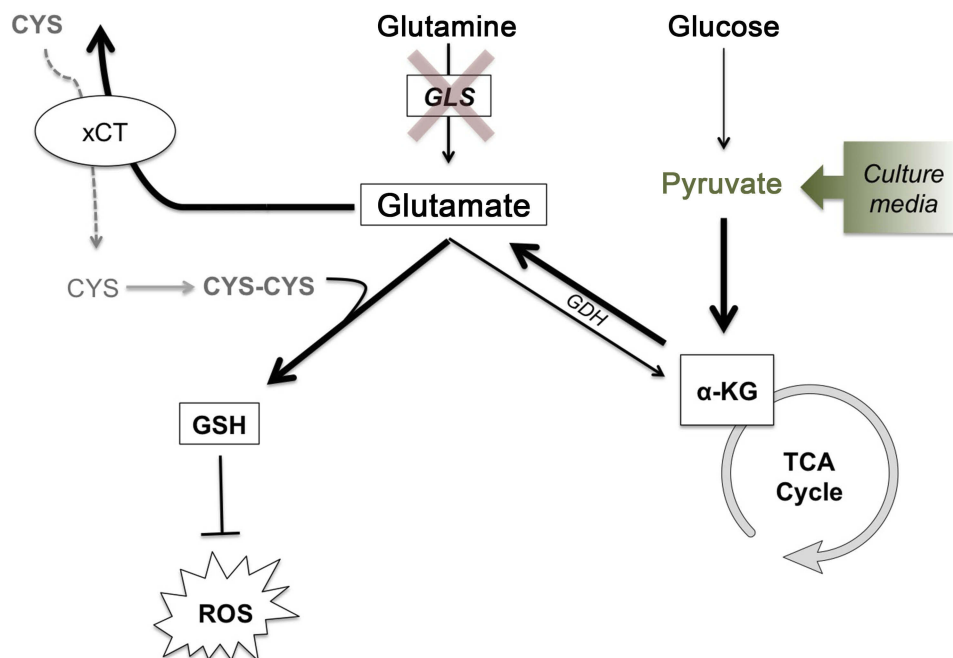 CYS
Glutamine
Glucose
GLS
xCT
Pyruvate
Culture
media
Glutamate
CYS
CYS-CYS
GDH
α-KG
GSH
TCA
Cycle
ROS